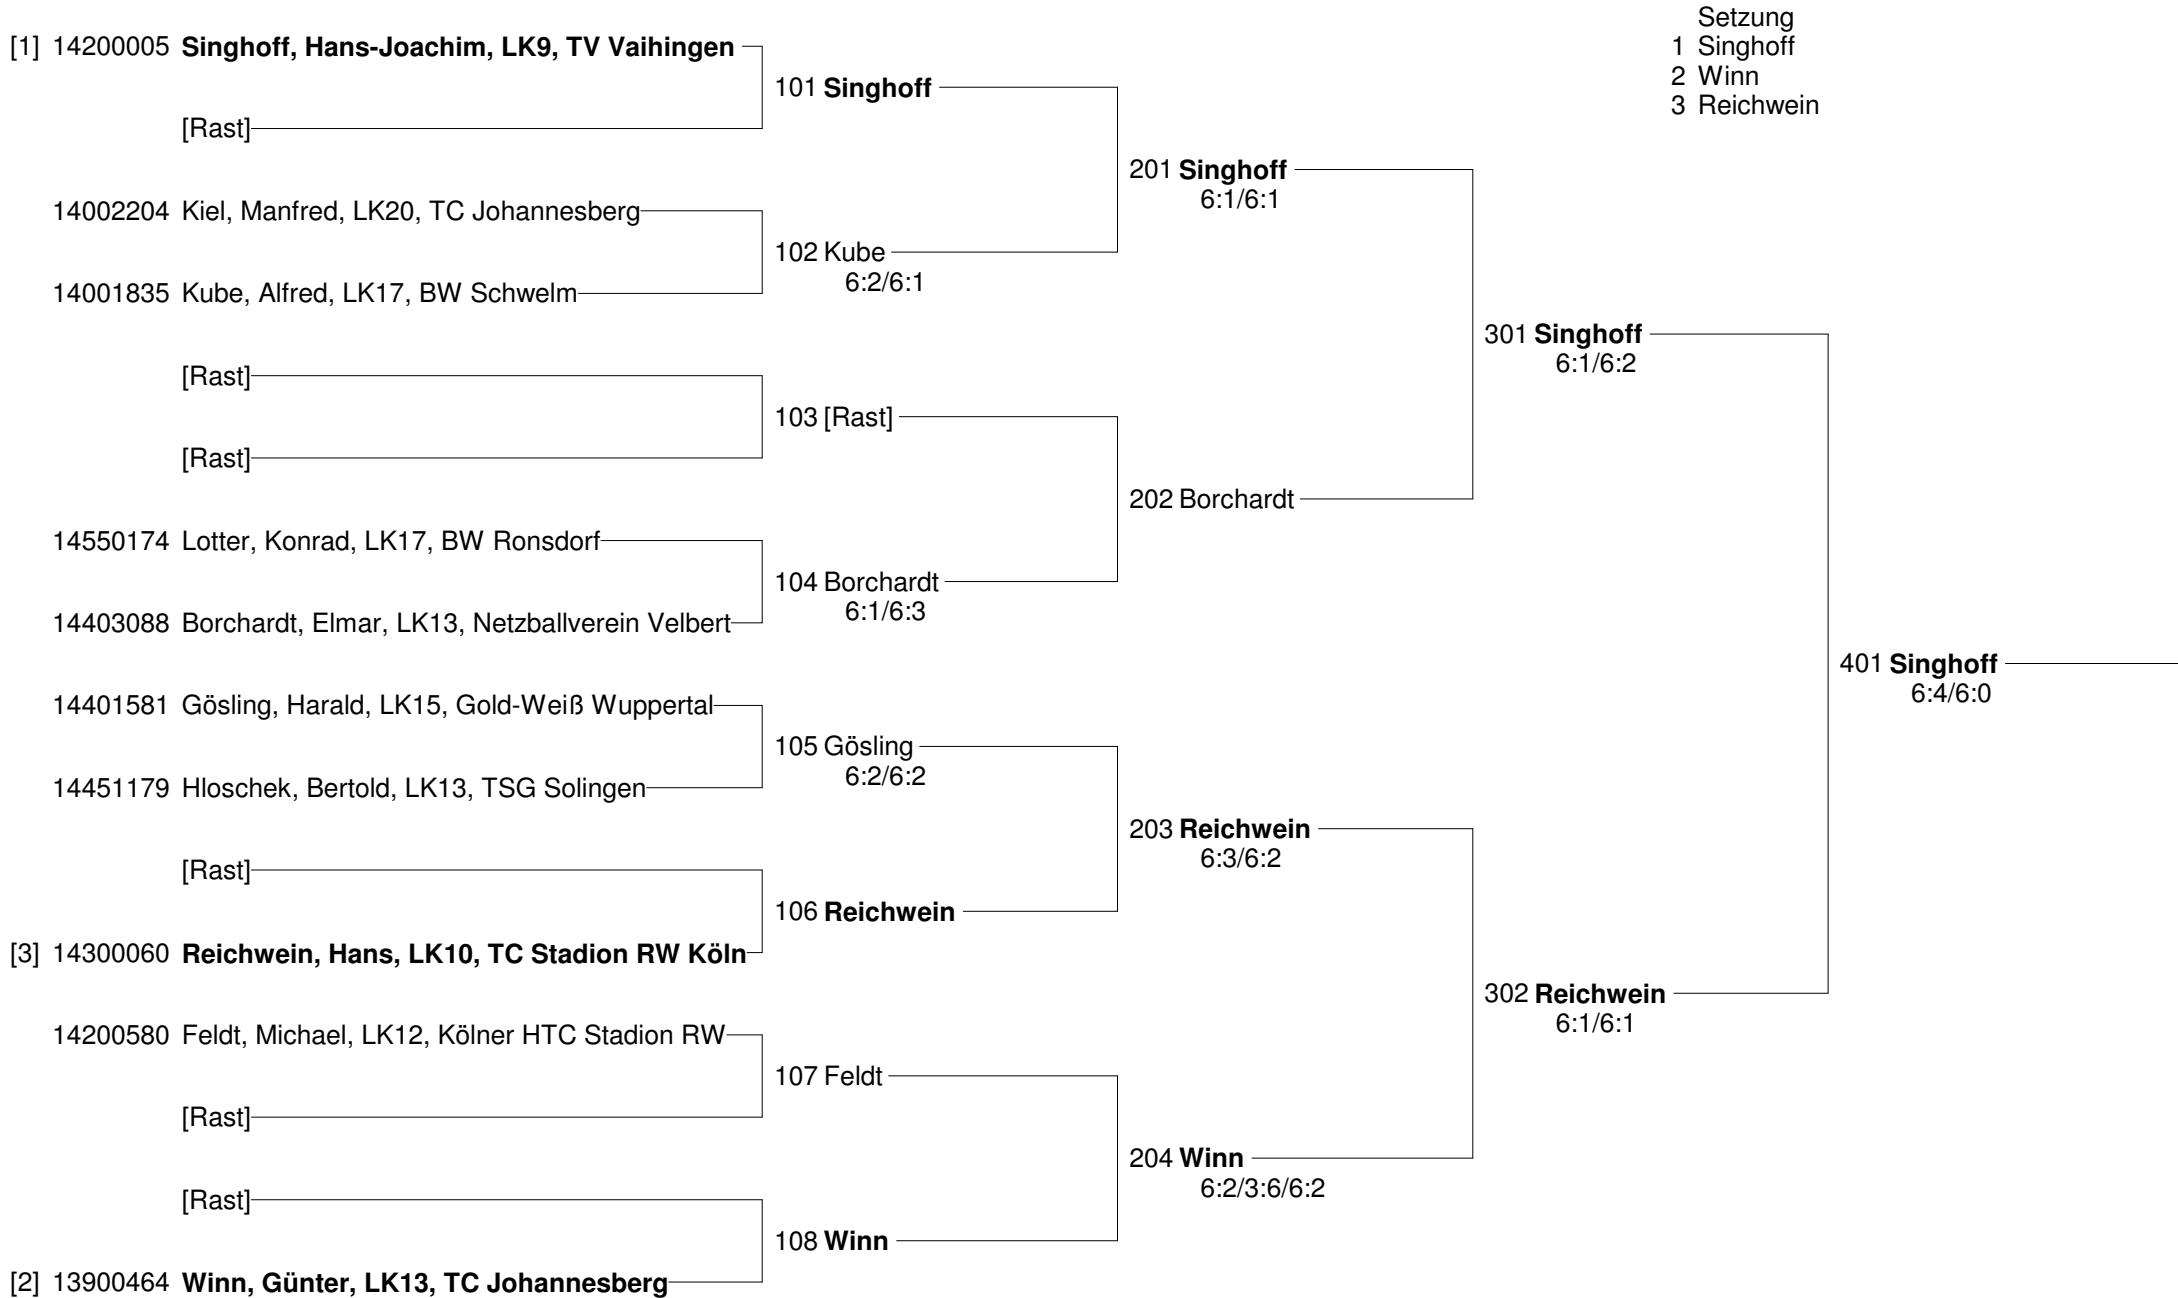 Setzung
1 Singhoff
2 Winn
3 Reichwein
[1] 14200005 Singhoff, Hans-Joachim, LK9, TV Vaihingen
[Rast]
14002204 Kiel, Manfred, LK20, TC Johannesberg
14001835 Kube, Alfred, LK17, BW Schwelm
[Rast]
[Rast]
14550174 Lotter, Konrad, LK17, BW Ronsdorf
14403088 Borchardt, Elmar, LK13, Netzballverein Velbert
14401581 Gösling, Harald, LK15, Gold-Weiß Wuppertal
14451179 Hloschek, Bertold, LK13, TSG Solingen
[Rast]
[3] 14300060 Reichwein, Hans, LK10, TC Stadion RW Köln
14200580 Feldt, Michael, LK12, Kölner HTC Stadion RW
[Rast]
[Rast]
[2] 13900464 Winn, Günter, LK13, TC Johannesberg
101 Singhoff
102 Kube
6:2/6:1
103 [Rast]
104 Borchardt
6:1/6:3
105 Gösling
6:2/6:2
106 Reichwein
107 Feldt
108 Winn
201 Singhoff
6:1/6:1
202 Borchardt
203 Reichwein
6:3/6:2
204 Winn
6:2/3:6/6:2
301 Singhoff
6:1/6:2
302 Reichwein
6:1/6:1
401 Singhoff
6:4/6:0